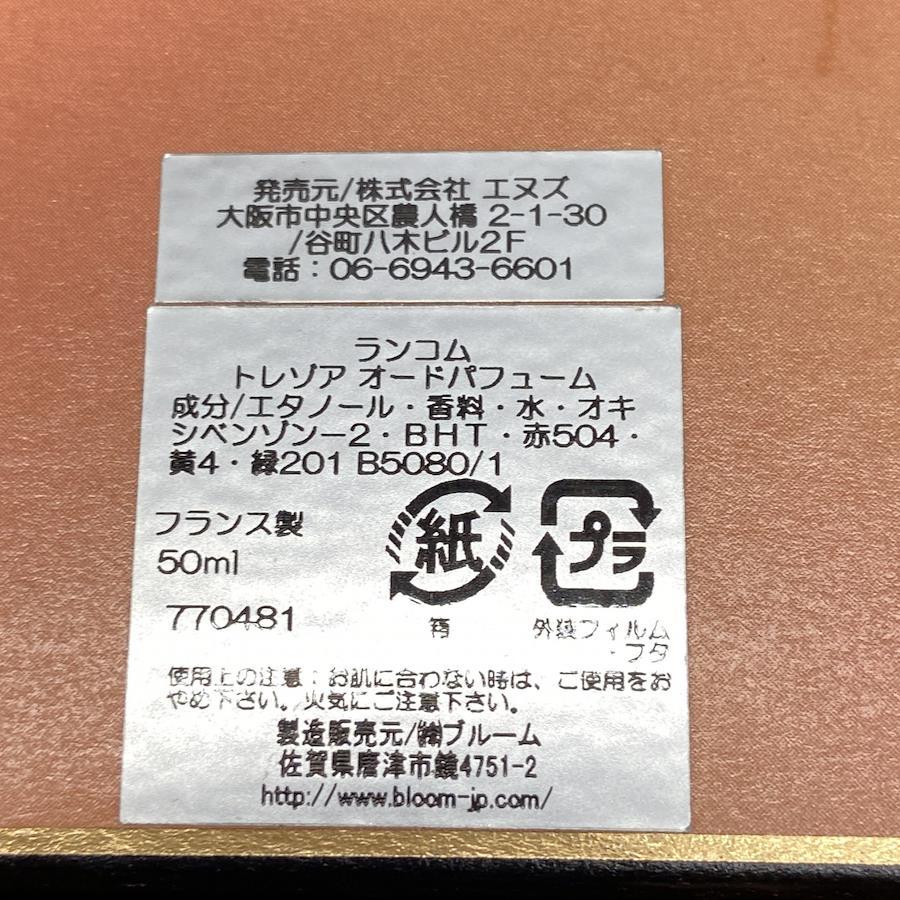 発売元/株式会社 エヌズ
大阪市中央区農人橋 2-1-30
/谷町八木ビル2F
電話：06-6943-6601
ランコム
トレゾア オードパフューム
成分/エタノール・香料・水・オキ
シベンゾン−2・BHT・赤504・
黄4・緑201 B5080/1
フランス製
50ml
770481
紙
箱
プラ
外装フィルム
・フタ
使用上の注意：お肌に合わない時は、ご使用をお
やめ下さい。火気にご注意下さい。
製造販売元/㈱ブルーム
佐賀県唐津市鏡4751-2
http://www.bloom-jp.com/